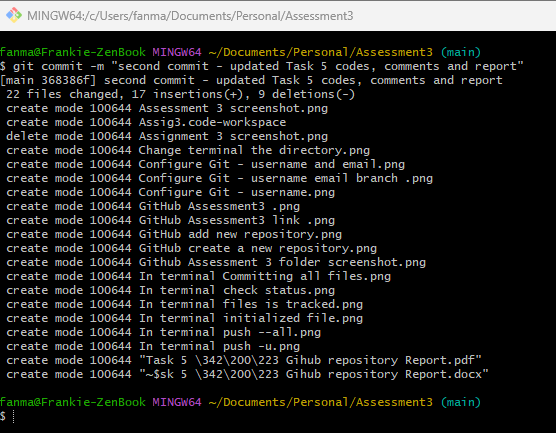 MINGW64:/c/Users/fanma/Documents/Personal/Assessment3
fanma@Frankie-ZenBook MINGW64 ~/Documents/Personal/Assessment3 (main)
$ git commit -m "second commit - updated Task 5 codes, comments and report"
[main 368386f] second commit - updated Task 5 codes, comments and report
 22 files changed, 17 insertions(+), 9 deletions(-)
 create mode 100644 Assessment 3 screenshot.png
 create mode 100644 Assig3.code-workspace
 delete mode 100644 Assignment 3 screenshot.png
 create mode 100644 Change terminal the directory.png
 create mode 100644 Configure Git - username and email.png
 create mode 100644 Configure Git - username email branch .png
 create mode 100644 Configure Git - username.png
 create mode 100644 GitHub Assessment3 .png
 create mode 100644 GitHub Assessment3 link .png
 create mode 100644 GitHub add new repository.png
 create mode 100644 GitHub create a new repository.png
 create mode 100644 Github Assessment 3 folder screenshot.png
 create mode 100644 In terminal Committing all files.png
 create mode 100644 In terminal check status.png
 create mode 100644 In terminal files is tracked.png
 create mode 100644 In terminal initialized file.png
 create mode 100644 In terminal push --all.png
 create mode 100644 In terminal push -u.png
 create mode 100644 "Task 5 \342\200\223 Gihub repository Report.pdf"
 create mode 100644 "~$sk 5 \342\200\223 Gihub repository Report.docx"
fanma@Frankie-ZenBook MINGW64 ~/Documents/Personal/Assessment3 (main)
$